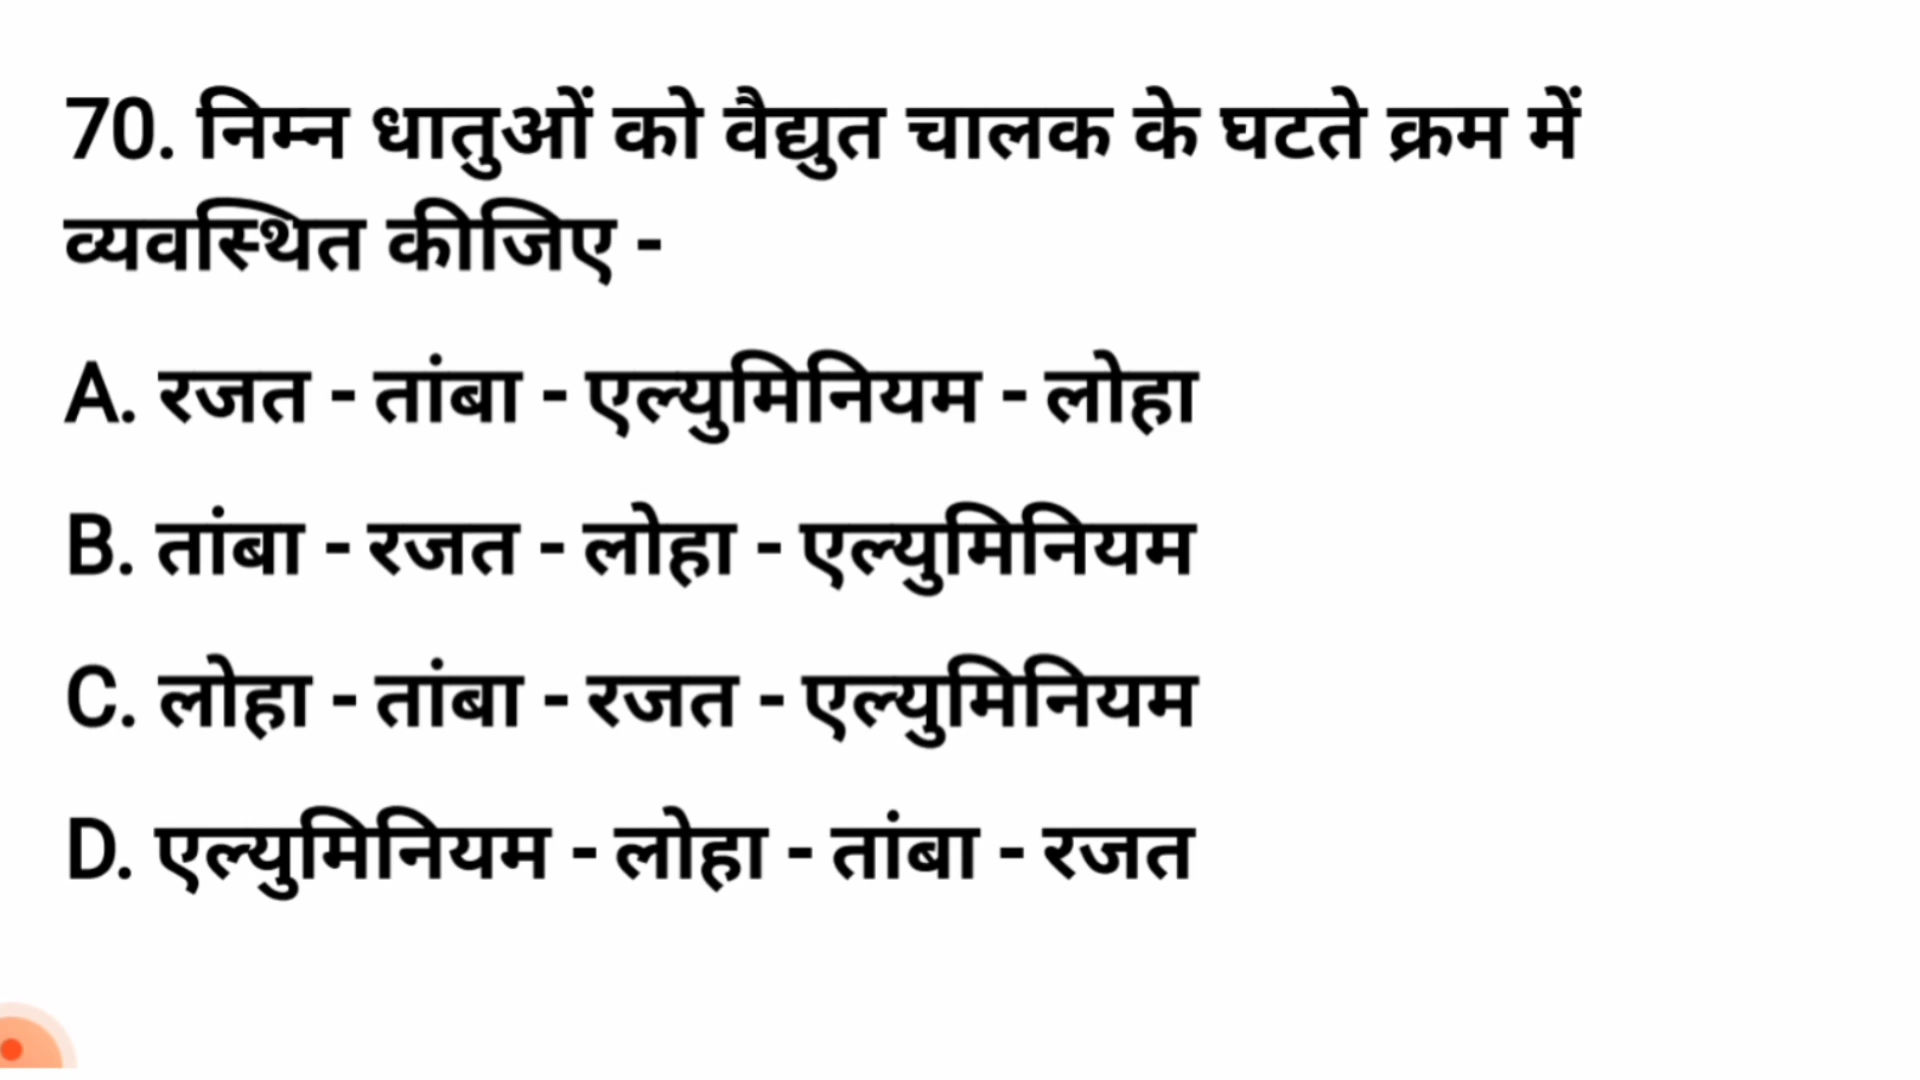 70. निम्न धातुओं को वैद्युत चालक के घटते क्रम में
व्यवस्थित कीजिए -
A. रजत - तांबा - एल्युमिनियम - लोहा
B. तांबा - रजत - लोहा - एल्युमिनियम
C. लोहा - तांबा - रजत - एल्युमिनियम
D. एल्युमिनियम - लोहा - तांबा - रजत